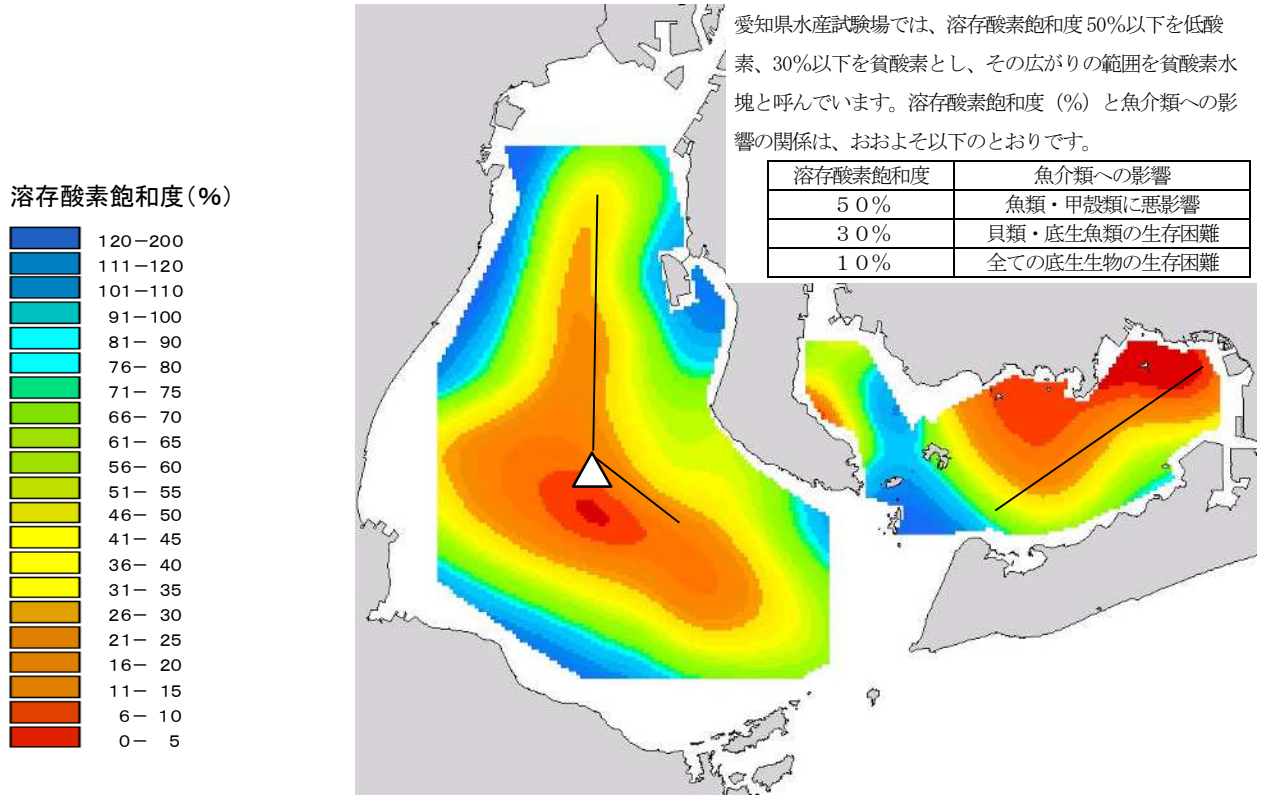 愛知県水産試験場では、溶存酸素飽和度 50％以下を低酸
素、30％以下を貧酸素とし、その広がりの範囲を貧酸素水
塊と呼んでいます。溶存酸素飽和度（%）と魚介類への影
響の関係は、おおよそ以下のとおりです。
溶存酸素飽和度 魚介類への影響
５０％ 魚類・甲殻類に悪影響
３０％ 貝類・底生魚類の生存困難
１０％ 全ての底生生物の生存困難
溶存酸素飽和度(%)
120－200
111－120
101－110
91－100
81－ 90
76－ 80
71－ 75
66－ 70
61－ 65
56－ 60
51－ 55
46－ 50
41－ 45
36－ 40
31－ 35
26－ 30
21－ 25
16－ 20
11－ 15
6－ 10
0－ 5